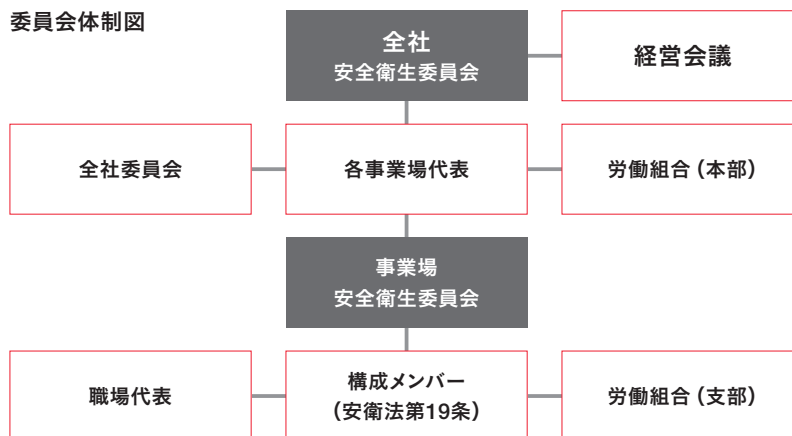 委員会体制図
全社
安全衛生委員会
経営会議
全社委員会
各事業場代表
労働組合（本部）
事業場
安全衛生委員会
職場代表
構成メンバー
（安衛法第19条）
労働組合（支部）